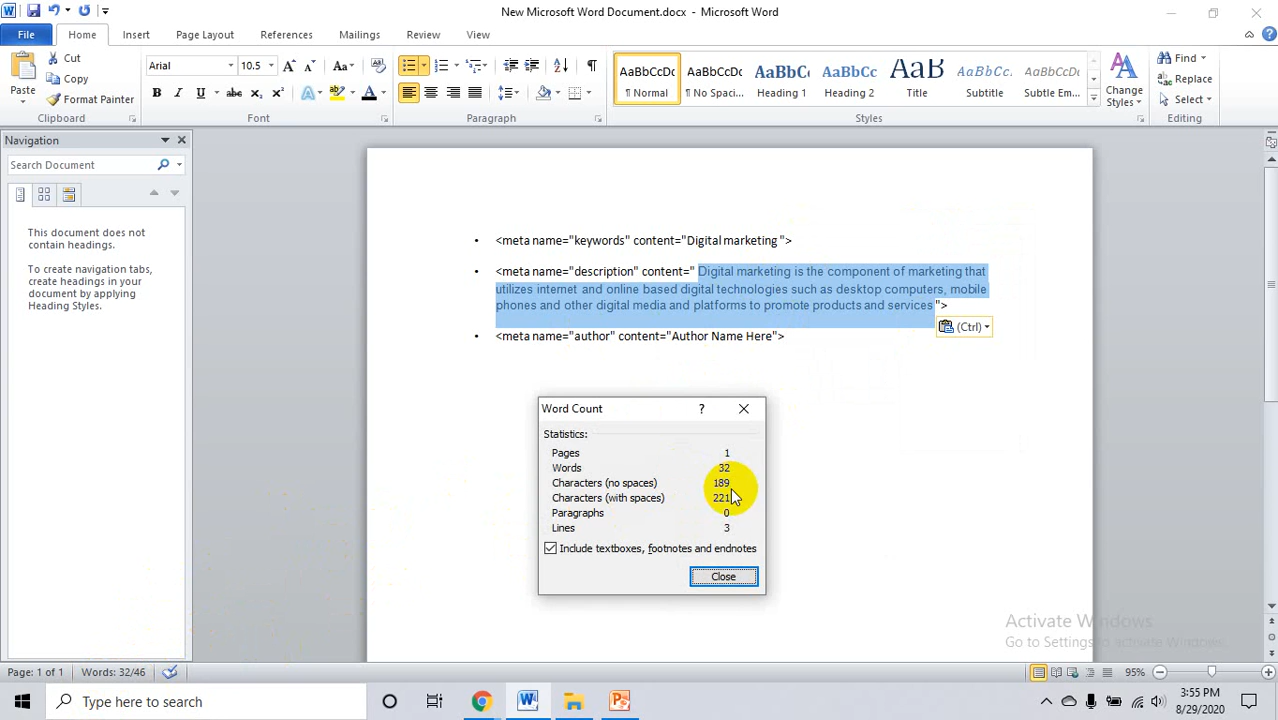 New Microsoft Word Document.docx - Microsoft Word
File Home Insert Page Layout References Mailings Review View
Paste
Cut
Copy
Format Painter
Clipboard
Arial 10.5
Font
Paragraph
AaBbCcDc AaBbCcDc AaBbCc AaBbCc AaB AaBbCcL AaBbCcDc
¶ Normal ¶ No Spaci... Heading 1 Heading 2 Title Subtitle Subtle Em...
Styles
Change Styles
Find
Replace
Select
Editing
Navigation
Search Document
This document does not
contain headings.
To create navigation tabs,
create headings in your
document by applying
Heading Styles.
• <meta name="keywords" content="Digital marketing ">
• <meta name="description" content=" Digital marketing is the component of marketing that
utilizes internet and online based digital technologies such as desktop computers, mobile
phones and other digital media and platforms to promote products and services ">
(Ctrl)
• <meta name="author" content="Author Name Here">
Word Count ?
Statistics:
Pages 1
Words 32
Characters (no spaces) 189
Characters (with spaces) 221
Paragraphs 0
Lines 3
Include textboxes, footnotes and endnotes
Close
Activate Windows
Go to Settings to activate Windows.
Page: 1 of 1 Words: 32/46 95%
Type here to search
3:55 PM
8/29/2020